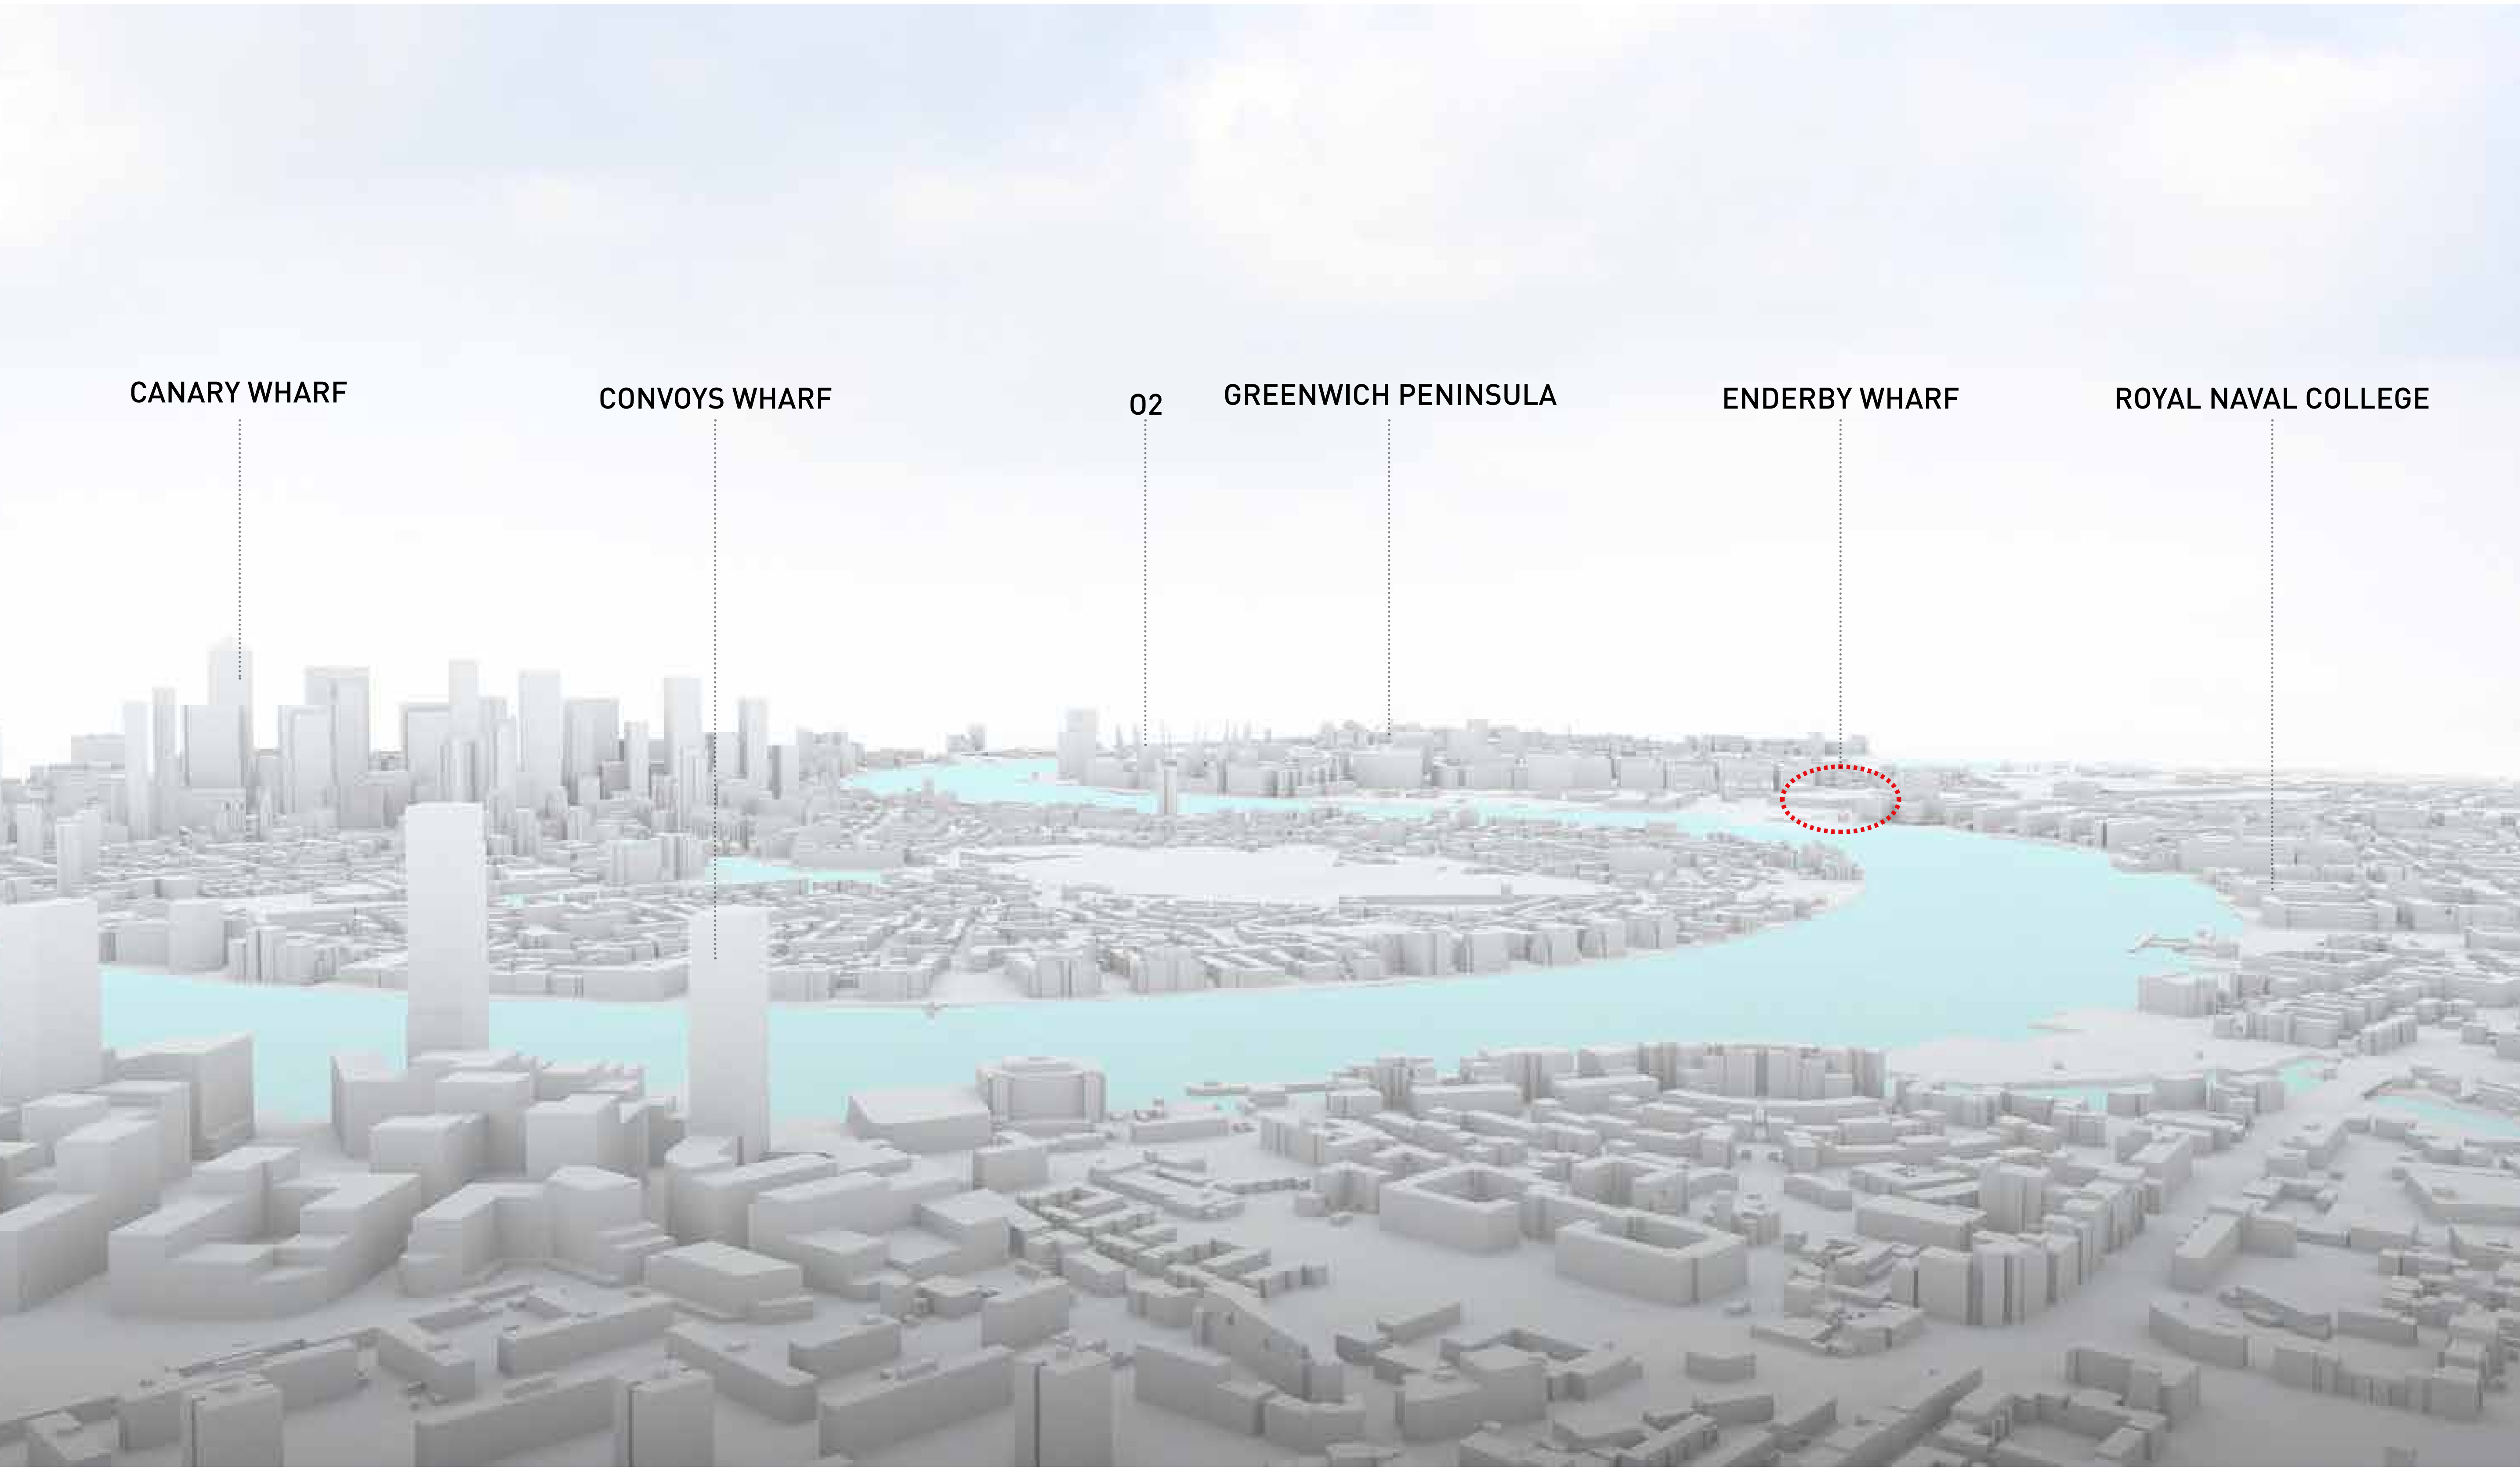 CANARY WHARF
CONVOYS WHARF
O2
GREENWICH PENINSULA
ENDERBY WHARF
ROYAL NAVAL COLLEGE